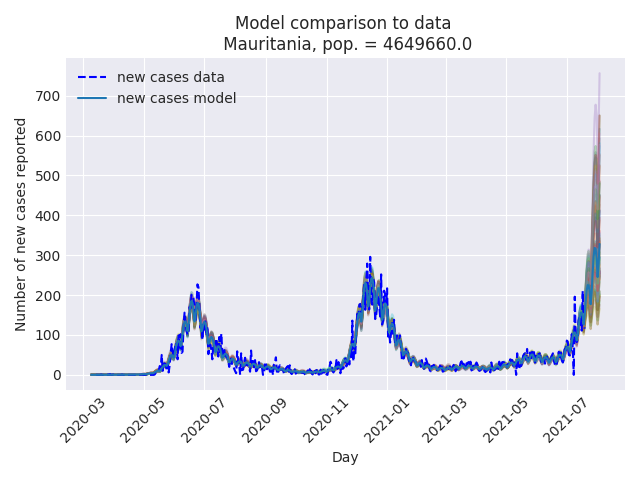 Model comparison to data
Mauritania, pop. = 4649660.0
new cases data
new cases model
Number of new cases reported
700
600
500
400
300
200
100
0
2020-03
2020-05
2020-07
2020-09
2020-11
2021-01
2021-03
2021-05
2021-07
Day